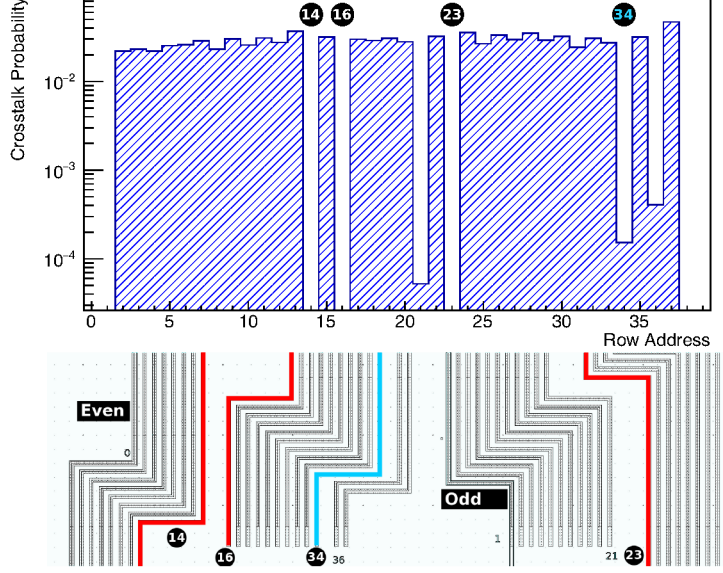 Crosstalk Probability
14 16 23 34
10⁻²
10⁻³
10⁻⁴
0 5 10 15 20 25 30 35
Row Address
Even
0
14
16
34
36
Odd
1
21
23